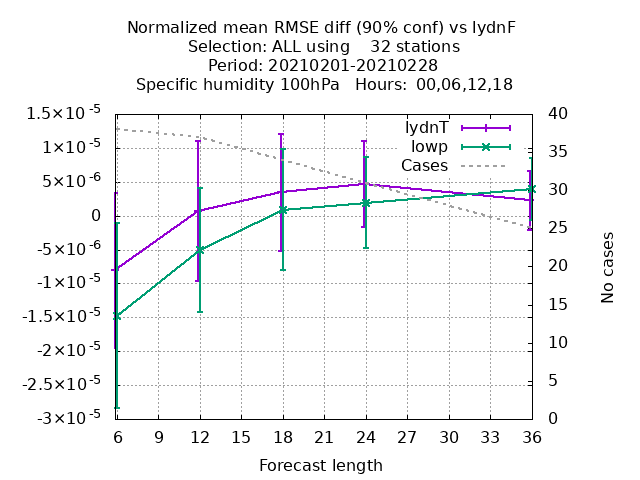 Normalized mean RMSE diff (90% conf) vs lydnF
Selection: ALL using    32 stations
Period: 20210201-20210228
Specific humidity 100hPa   Hours: 00,06,12,18
1.5×10⁻⁵
1×10⁻⁵
5×10⁻⁶
0
-5×10⁻⁶
-1×10⁻⁵
-1.5×10⁻⁵
-2×10⁻⁵
-2.5×10⁻⁵
-3×10⁻⁵
lydnT
lowp
Cases
40
35
30
25
20
15
10
5
0
No cases
6 9 12 15 18 21 24 27 30 33 36
Forecast length